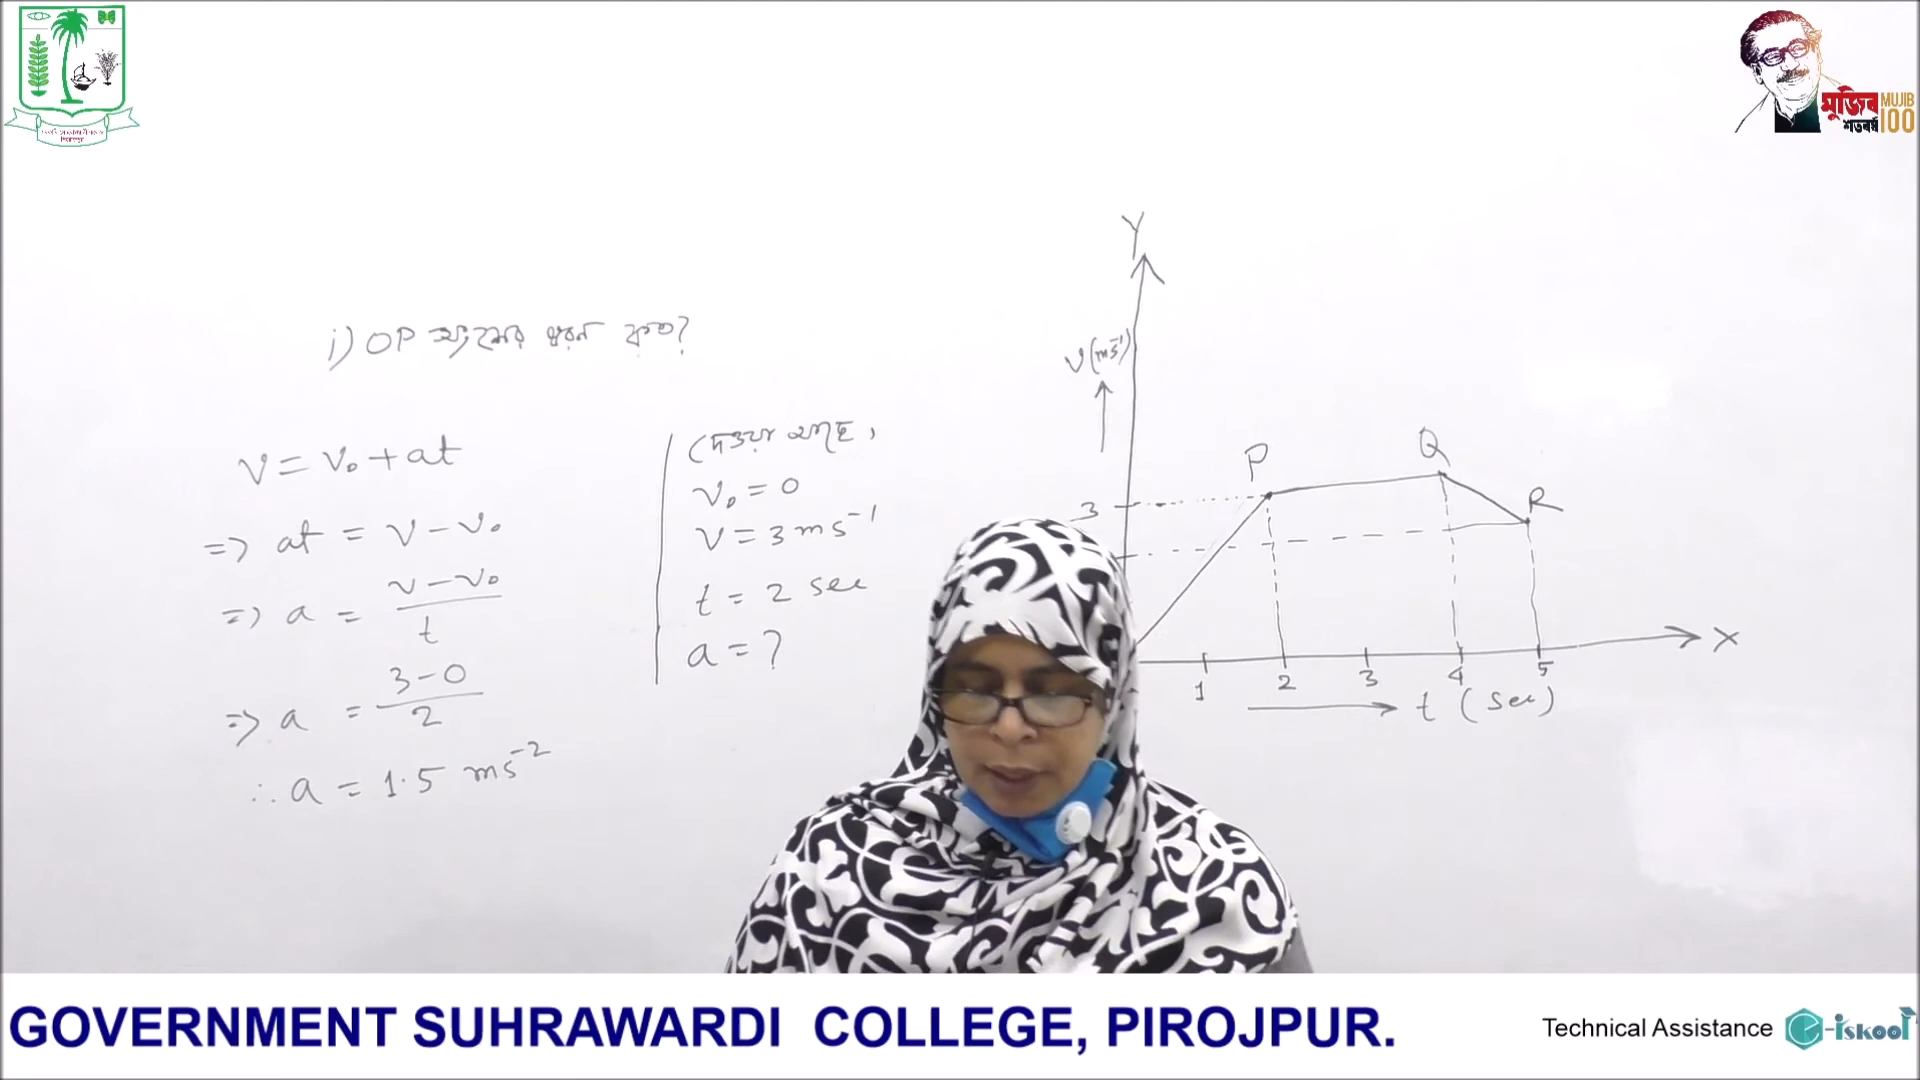 মুজিব
শতবর্ষ
MUJIB
100
i) OP অংশের ত্বরণ কত?
v = v₀ + at
=> at = v - v₀
=> a = (v - v₀)/t
=> a = (3 - 0)/2
∴ a = 1.5 ms⁻²
দেওয়া আছে,
v₀ = 0
v = 3 ms⁻¹
t = 2 sec
a = ?
Y
v(ms⁻¹)
P
Q
R
3
X
1 2 3 4 5
t (sec)
GOVERNMENT SUHRAWARDI COLLEGE, PIROJPUR.
Technical Assistance e-iskool